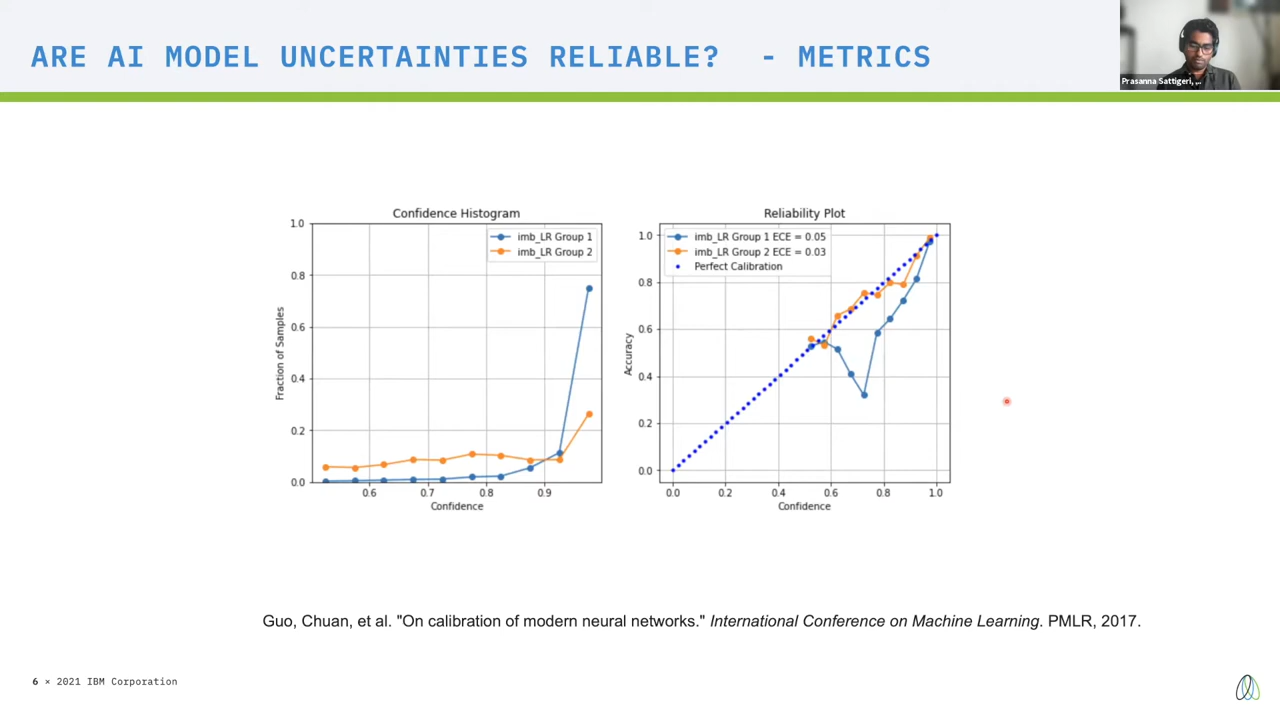 ARE AI MODEL UNCERTAINTIES RELIABLE?  - METRICS
Prasanna Sattigeri, ...
Confidence Histogram
1.0
0.8
0.6
0.4
0.2
0.0
Fraction of Samples
imb_LR Group 1
imb_LR Group 2
0.6 0.7 0.8 0.9
Confidence
Reliability Plot
1.0
0.8
0.6
0.4
0.2
0.0
Accuracy
imb_LR Group 1 ECE = 0.05
imb_LR Group 2 ECE = 0.03
Perfect Calibration
0.0 0.2 0.4 0.6 0.8 1.0
Confidence
Guo, Chuan, et al. "On calibration of modern neural networks." International Conference on Machine Learning. PMLR, 2017.
6 × 2021 IBM Corporation